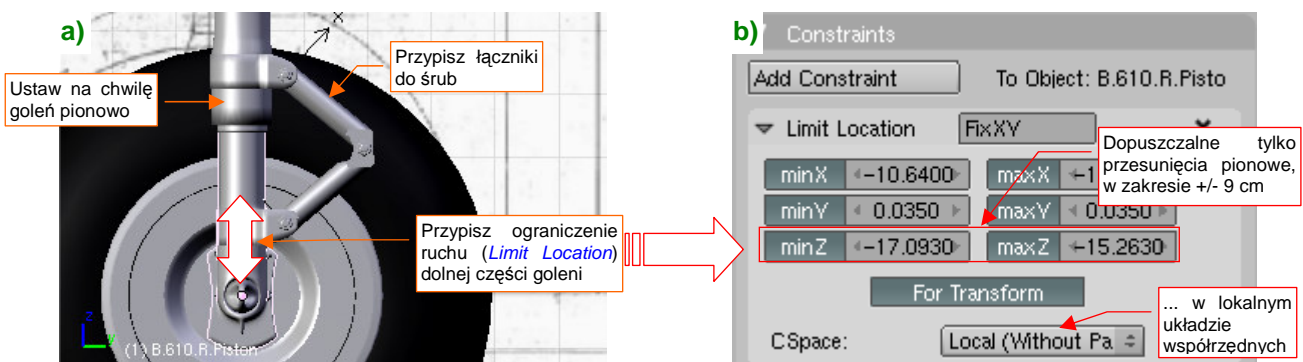 a)
x
Przypisz łączniki
do śrub
Ustaw na chwilę
goleń pionowo
Przypisz ograniczenie
ruchu (Limit Location)
dolnej części goleni
z
y
(1) B.610.R.Piston
b)
Constraints
Add Constraint
To Object: B.610.R.Pisto
Limit Location
FixXY
Dopuszczalne tylko
przesunięcia pionowe,
w zakresie +/- 9 cm
minX -10.6400 maxX -1
minY 0.0350 maxY 0.0350
minZ -17.0930 maxZ -15.2630
For Transform
... w lokalnym
układzie
współrzędnych
CSpace: Local (Without Pa